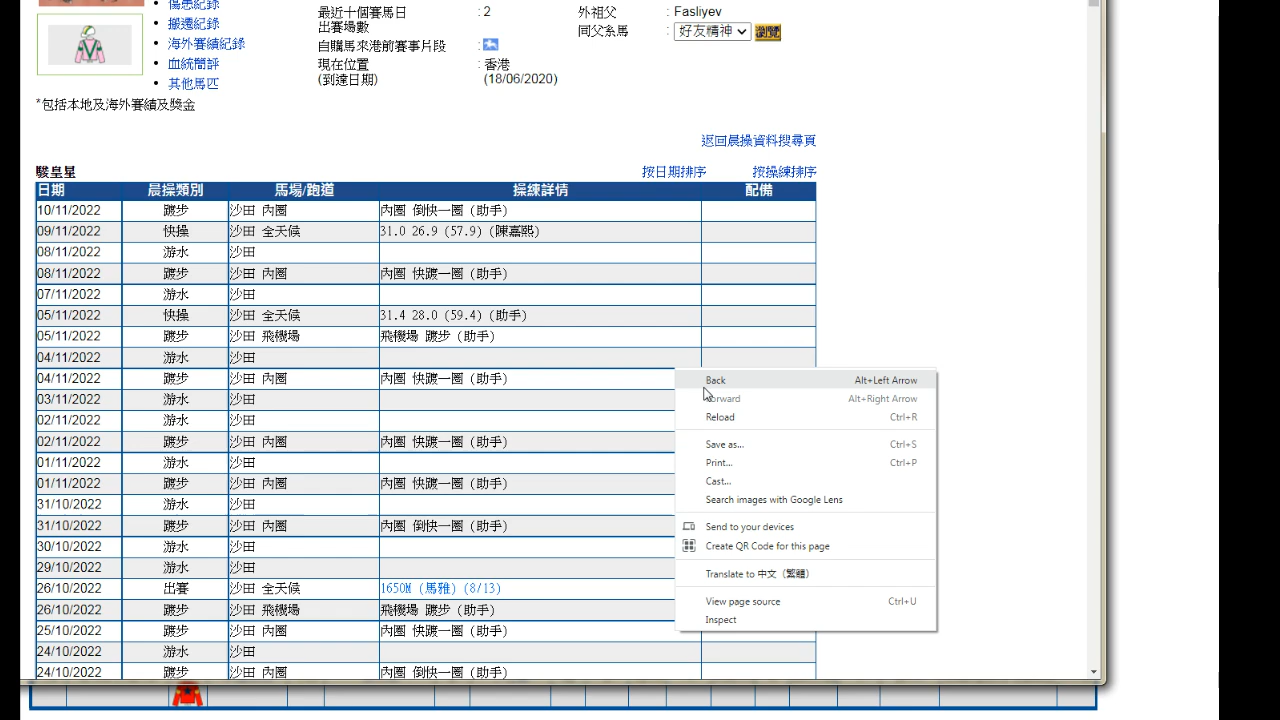 傷患紀錄
搬遷紀錄
海外賽績紀錄
血統簡評
其他馬匹
最近十個賽馬日
出賽場數 : 2
自購馬來港前賽事片段 :
現在位置 : 香港
(到達日期) (18/06/2020)
外祖父 : Fasliyev
同父系馬 : 好友精神 瀏覽
*包括本地及海外賽績及獎金
返回晨操資料搜尋頁
駿皇星 按日期排序 按操練排序
日期 晨操類別 馬場/跑道 操練詳情 配備
10/11/2022 踱步 沙田 內圈 內圈 倒快一圈 (助手)
09/11/2022 快操 沙田 全天候 31.0 26.9 (57.9) (陳嘉熙)
08/11/2022 游水 沙田
08/11/2022 踱步 沙田 內圈 內圈 快踱一圈 (助手)
07/11/2022 游水 沙田
05/11/2022 快操 沙田 全天候 31.4 28.0 (59.4) (助手)
05/11/2022 踱步 沙田 飛機場 飛機場 踱步 (助手)
04/11/2022 游水 沙田
04/11/2022 踱步 沙田 內圈 內圈 快踱一圈 (助手)
03/11/2022 游水 沙田
02/11/2022 游水 沙田
02/11/2022 踱步 沙田 內圈 內圈 快踱一圈 (助手)
01/11/2022 游水 沙田
01/11/2022 踱步 沙田 內圈 內圈 快踱一圈 (助手)
31/10/2022 游水 沙田
31/10/2022 踱步 沙田 內圈 內圈 倒快一圈 (助手)
30/10/2022 游水 沙田
29/10/2022 游水 沙田
26/10/2022 出賽 沙田 全天候 1650M (馬雅) (8/13)
26/10/2022 踱步 沙田 飛機場 飛機場 踱步 (助手)
25/10/2022 踱步 沙田 內圈 內圈 快踱一圈 (助手)
24/10/2022 游水 沙田
24/10/2022 踱步 沙田 內圈 內圈 倒快一圈 (助手)
Back Alt+Left Arrow
Forward Alt+Right Arrow
Reload Ctrl+R
Save as... Ctrl+S
Print... Ctrl+P
Cast...
Search images with Google Lens
Send to your devices
Create QR Code for this page
Translate to 中文 (繁體)
View page source Ctrl+U
Inspect